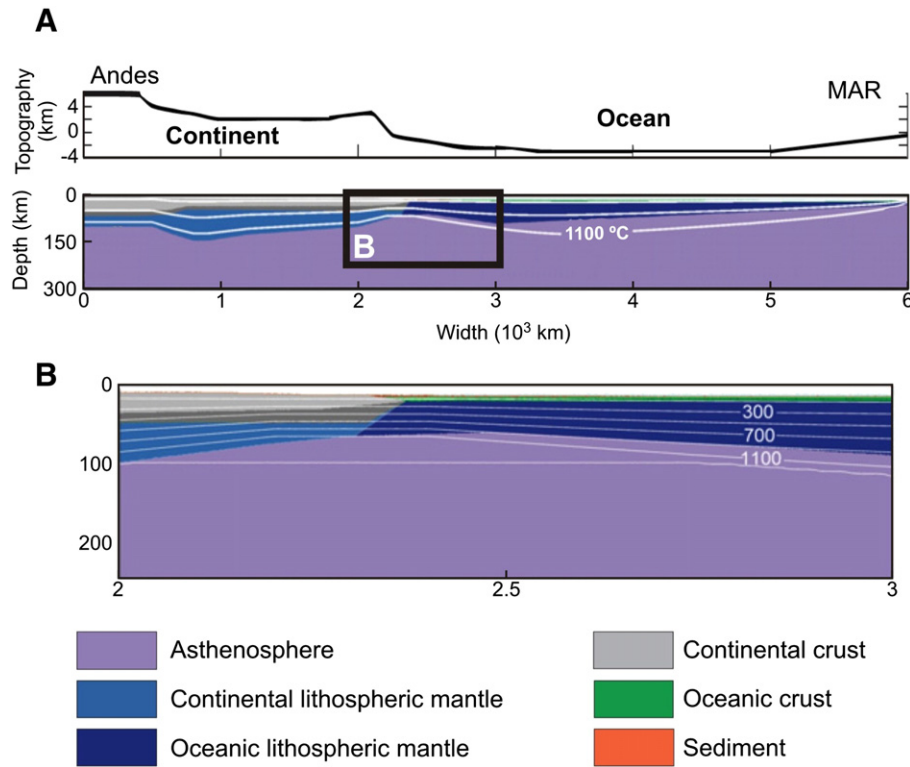 A
Andes
MAR
Topography
(km)
4
0
-4
Continent
Ocean
Depth (km)
0
150
300
B
1100 ºC
0 1 2 3 4 5 6
Width (10³ km)
B
0
100
200
300
700
1100
2 2.5 3
Asthenosphere
Continental crust
Continental lithospheric mantle
Oceanic crust
Oceanic lithospheric mantle
Sediment